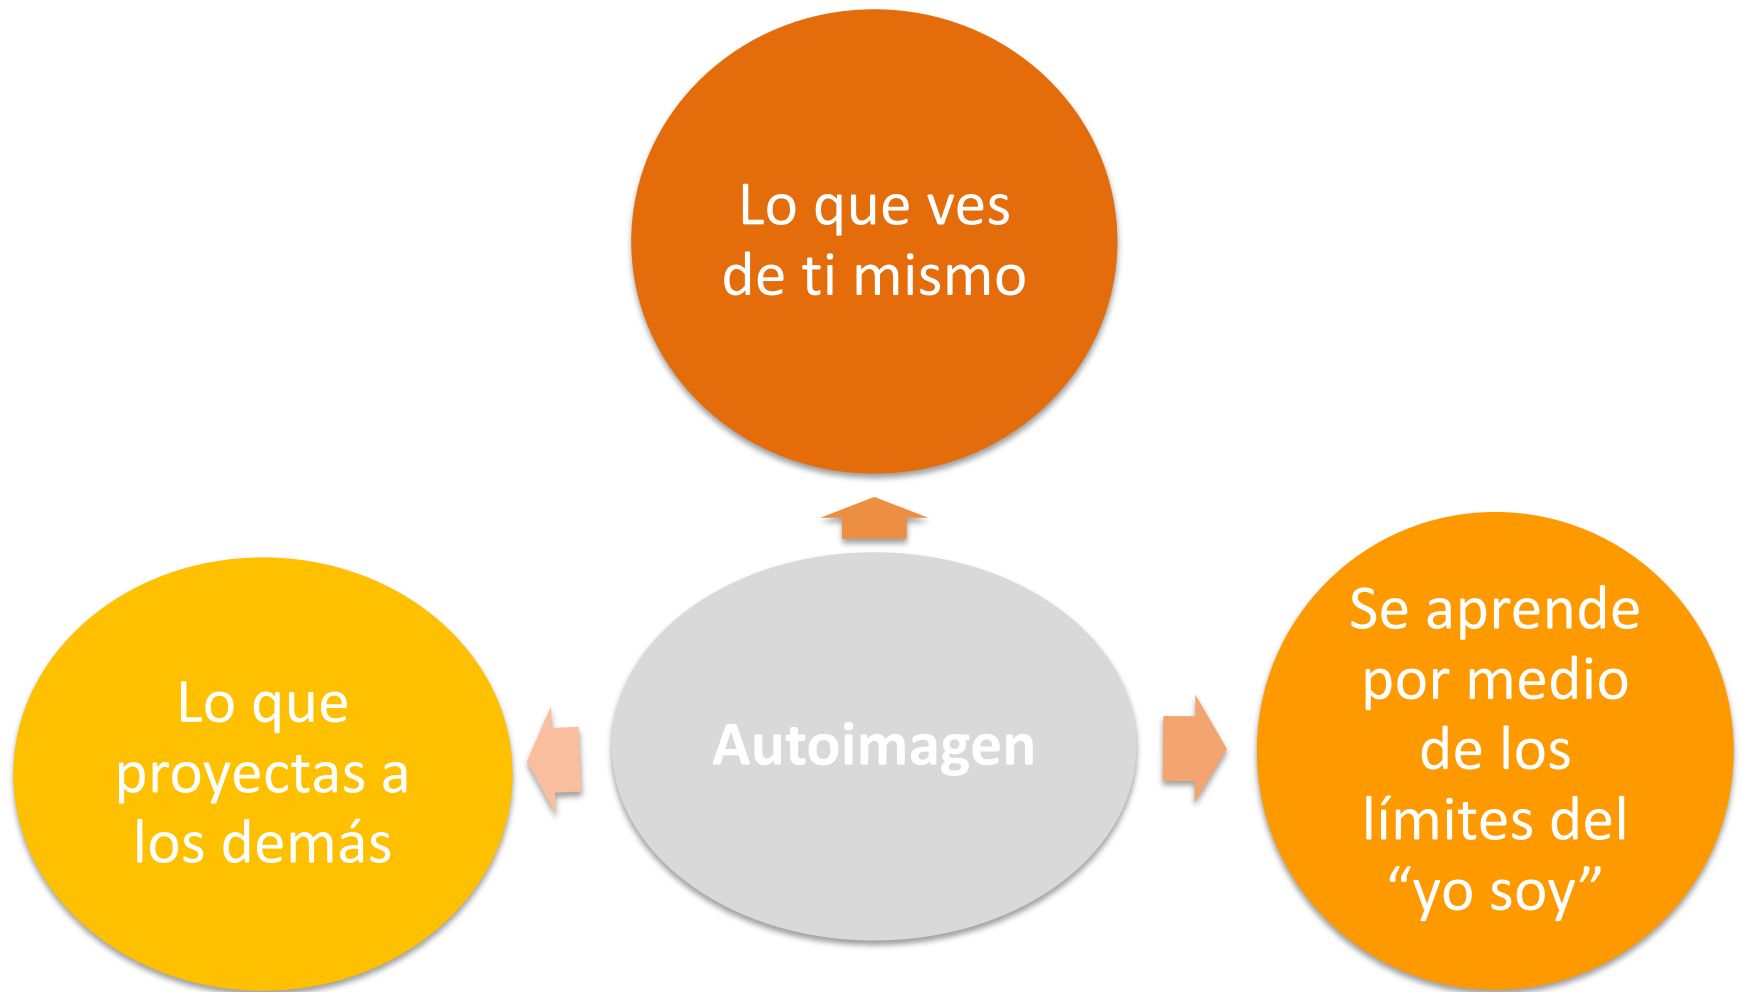 Lo que ves
de ti mismo
Lo que
proyectas a
los demás
Autoimagen
Se aprende
por medio
de los
límites del
“yo soy”